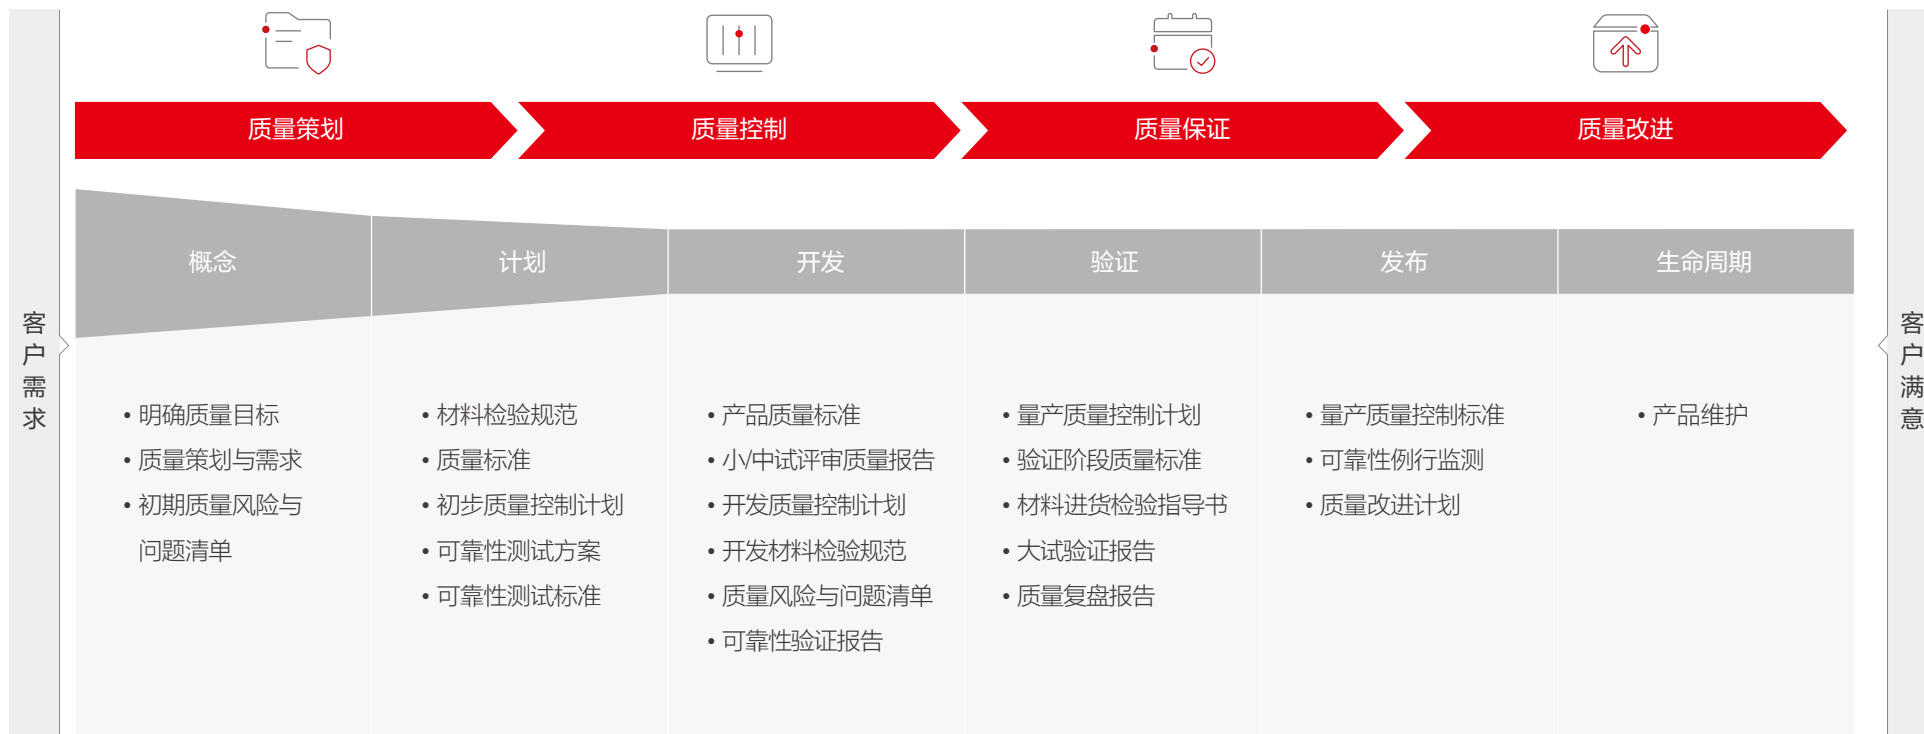 质量策划
质量控制
质量保证
质量改进
客户需求
概念
计划
开发
验证
发布
生命周期
• 明确质量目标
• 质量策划与需求
• 初期质量风险与
问题清单
• 材料检验规范
• 质量标准
• 初步质量控制计划
• 可靠性测试方案
• 可靠性测试标准
• 产品质量标准
• 小/中试评审质量报告
• 开发质量控制计划
• 开发材料检验规范
• 质量风险与问题清单
• 可靠性验证报告
• 量产质量控制计划
• 验证阶段质量标准
• 材料进货检验指导书
• 大试验证报告
• 质量复盘报告
• 量产质量控制标准
• 可靠性例行监测
• 质量改进计划
• 产品维护
客户满意